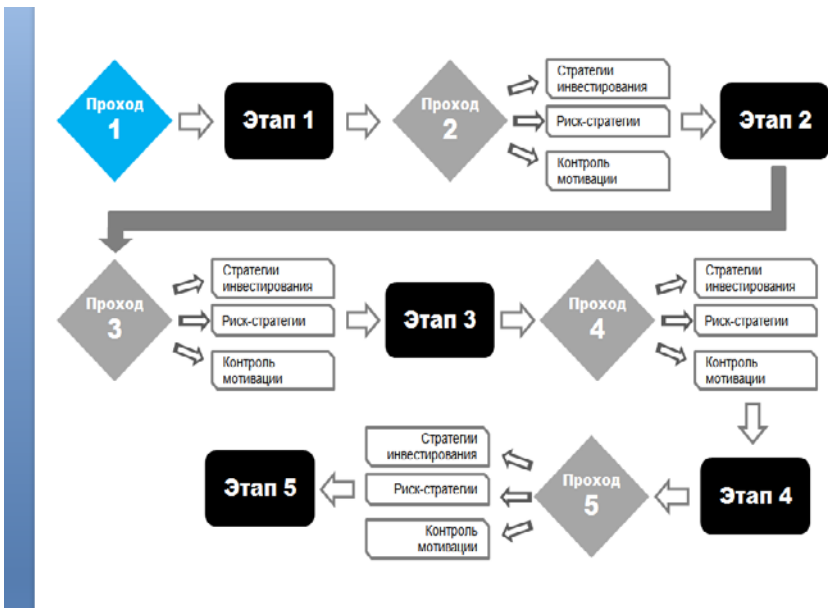 Проход
1
Этап 1
Проход
2
Стратегии
инвестирования
Риск-стратегии
Контроль
мотивации
Этап 2
Проход
3
Стратегии
инвестирования
Риск-стратегии
Контроль
мотивации
Этап 3
Проход
4
Стратегии
инвестирования
Риск-стратегии
Контроль
мотивации
Этап 4
Проход
5
Стратегии
инвестирования
Риск-стратегии
Контроль
мотивации
Этап 5